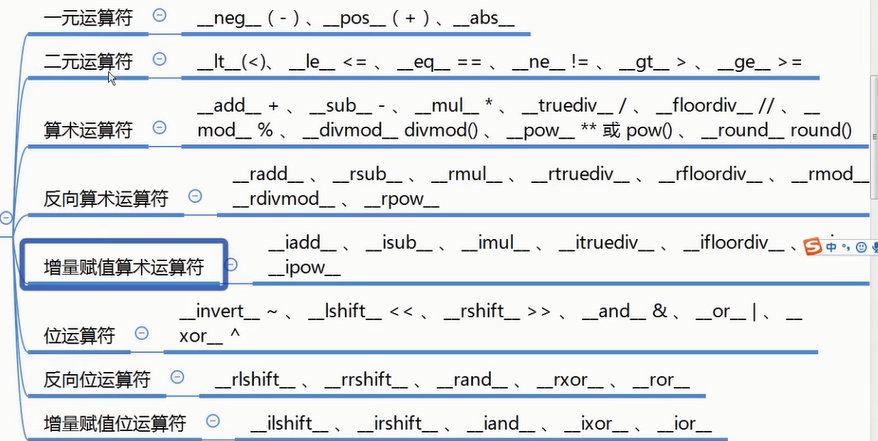 一元运算符
__neg__ ( - ) 、__pos__ ( + ) 、__abs__
二元运算符
__lt__(<)、 __le__ <= 、 __eq__ == 、 __ne__ != 、 __gt__ > 、 __ge__ >=
算术运算符
__add__ + 、 __sub__ - 、 __mul__ * 、 __truediv__ / 、 __floordiv__ // 、 __
mod__ % 、 __divmod__ divmod() 、 __pow__ ** 或 pow() 、 __round__ round()
反向算术运算符
__radd__ 、 __rsub__ 、 __rmul__ 、 __rtruediv__ 、 __rfloordiv__ 、 __rmod__
__rdivmod__ 、 __rpow__
增量赋值算术运算符
__iadd__ 、 __isub__ 、 __imul__ 、 __itruediv__ 、 __ifloordiv__ 、
__ipow__
中
位运算符
__invert__ ~ 、 __lshift__ << 、 __rshift__ >> 、 __and__ & 、 __or__ | 、 __
xor__ ^
反向位运算符
__rlshift__ 、 __rrshift__ 、 __rand__ 、 __rxor__ 、 __ror__
增量赋值位运算符
__ilshift__ 、 __irshift__ 、 __iand__ 、 __ixor__ 、 __ior__